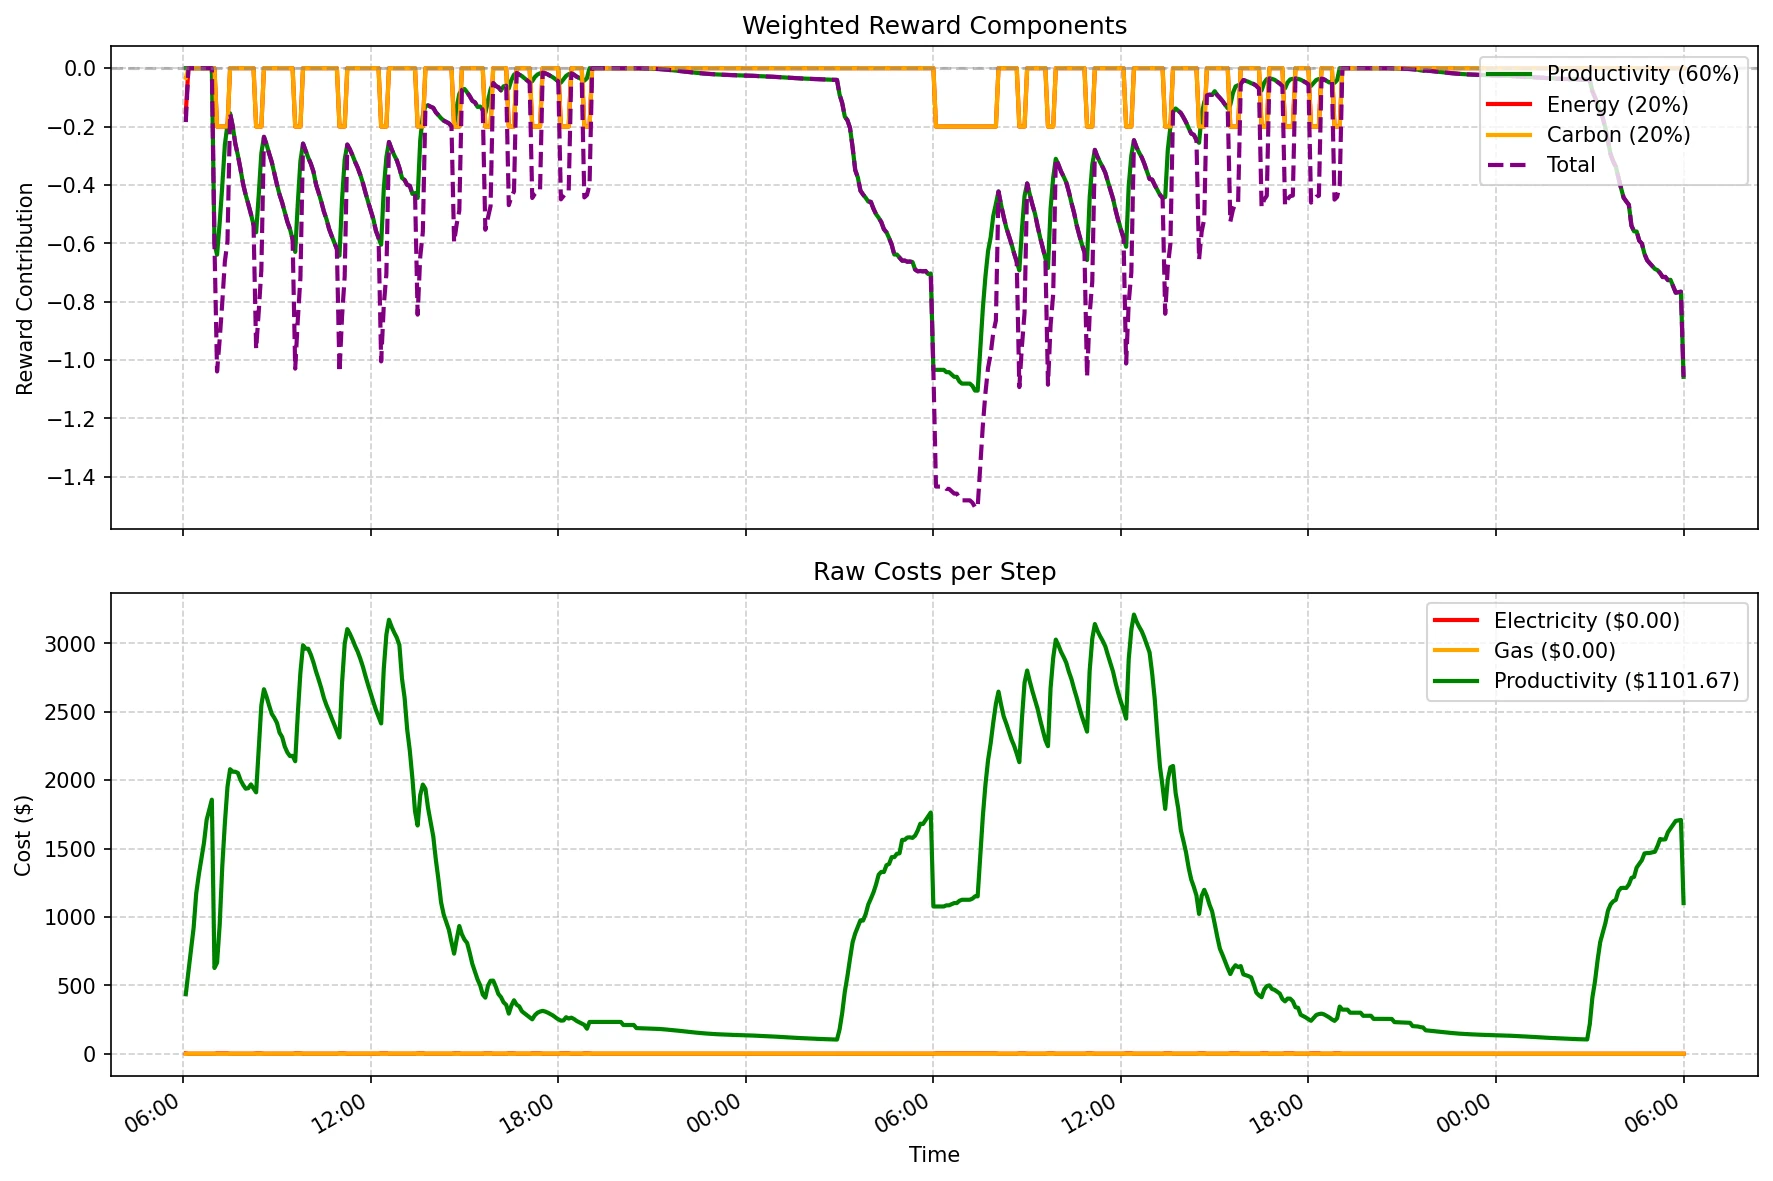 Weighted Reward Components
Reward Contribution
0.0
−0.2
−0.4
−0.6
−0.8
−1.0
−1.2
−1.4
Productivity (60%)
Energy (20%)
Carbon (20%)
Total
Raw Costs per Step
Cost ($)
3000
2500
2000
1500
1000
500
0
Electricity ($0.00)
Gas ($0.00)
Productivity ($1101.67)
06:00
12:00
18:00
00:00
06:00
12:00
18:00
00:00
06:00
Time